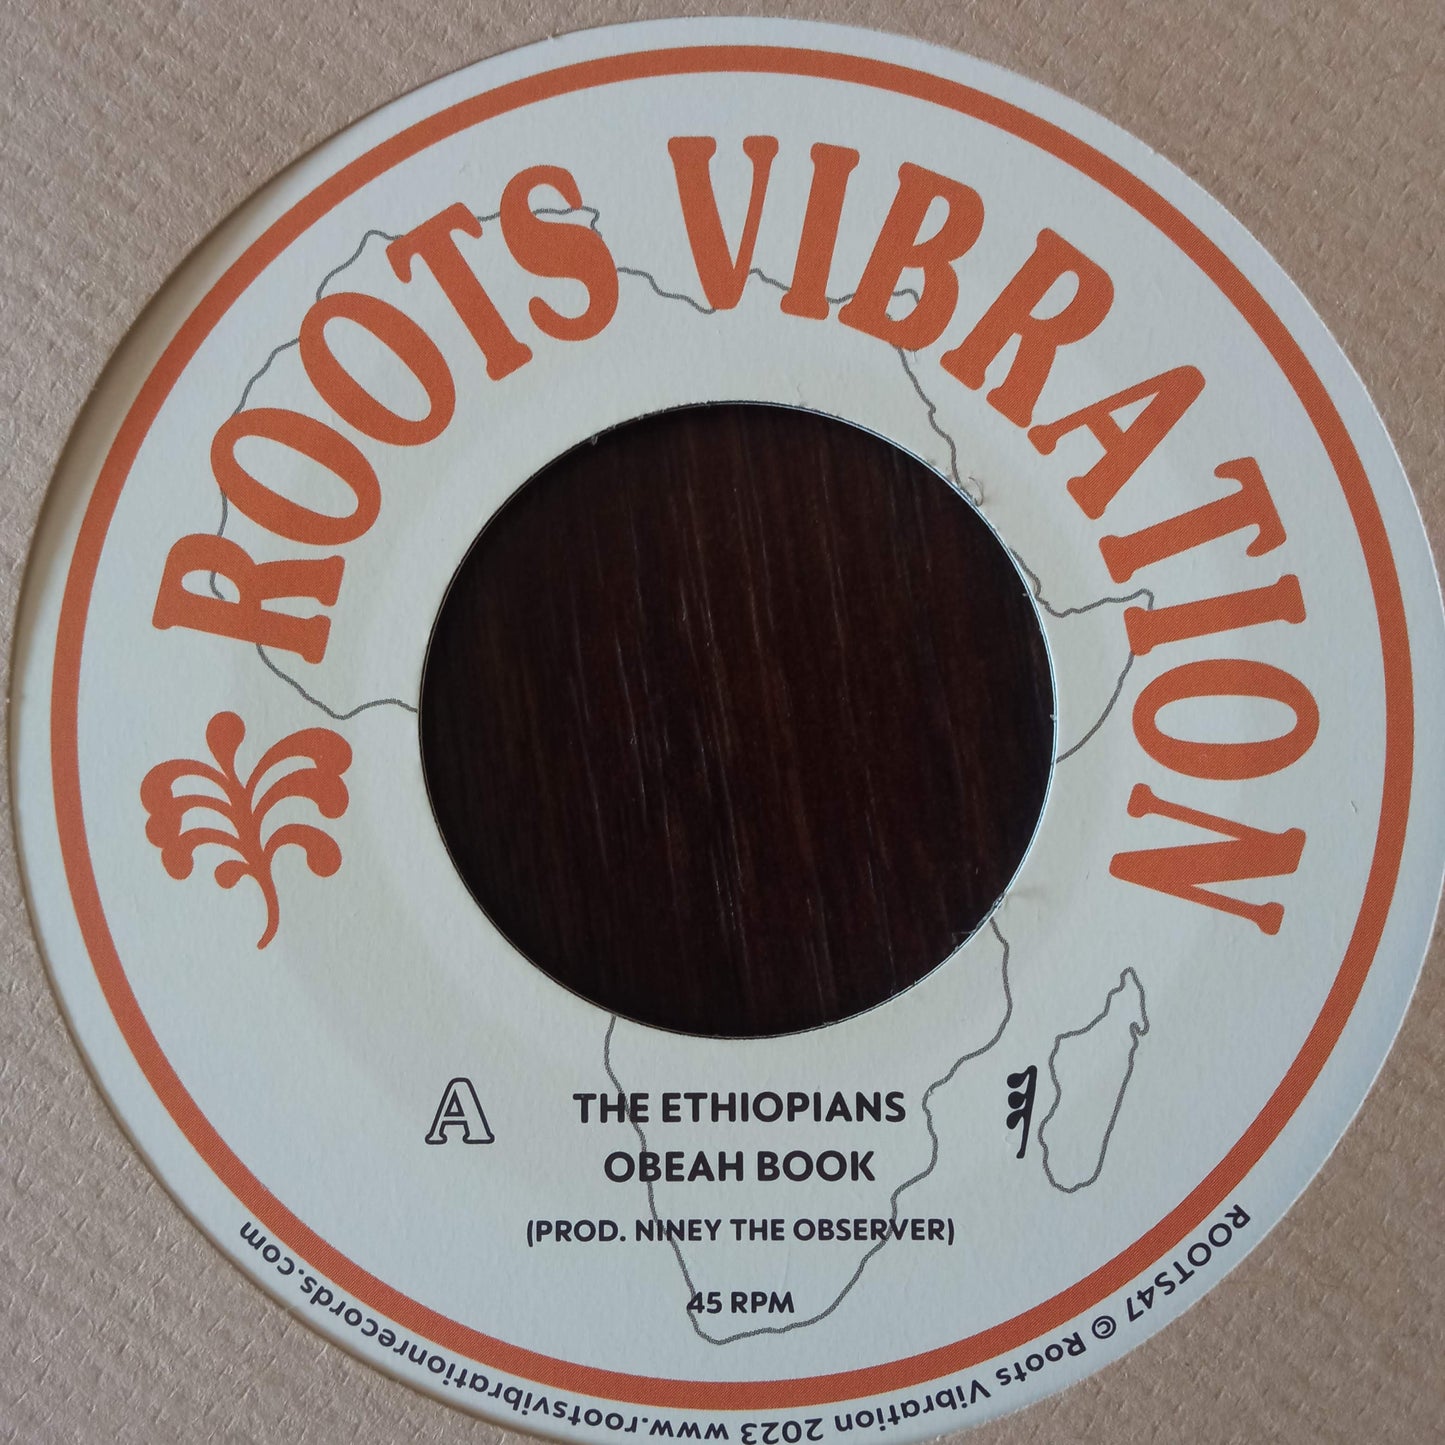 ROOTS VIBRATION
A
THE ETHIOPIANS
OBEAH BOOK
(PROD. NINEY THE OBSERVER)
45 RPM
ROOTS47 © Roots Vibration 2023 www.rootsvibrationrecords.com